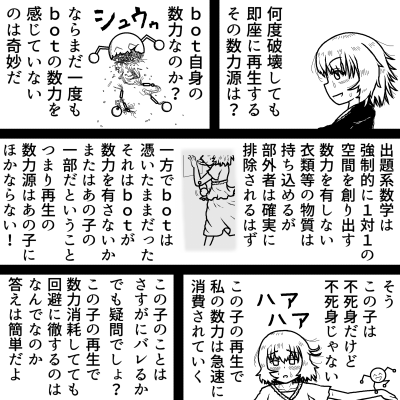 何度破壊しても
即座に再生する
その数力源は？
bot自身の
数力なのか？
シュウゥ
ならまだ一度も
botの数力を
感じていない
のは奇妙だ
出題系数学は
強制的に1対1の
空間を創り出す
数力を有しない
衣類等の物質は
持ち込めるが
部外者は確実に
排除されるはず
一方でbotは
憑いたままだった
それはbotが
数力を有さないか
またはあの子の
一部だということ
つまり再生の
数力源はあの子に
ほかならない！
そう
この子は
不死身だけど
不死身じゃない
ハア
ハア
この子の再生で
私の数力は急速に
消費されていく
この子のことは
さすがにバレるか
でも疑問でしょ？
この子の再生で
数力消耗してても
回避に徹するのは
なんでなのか
答えは簡単だよ